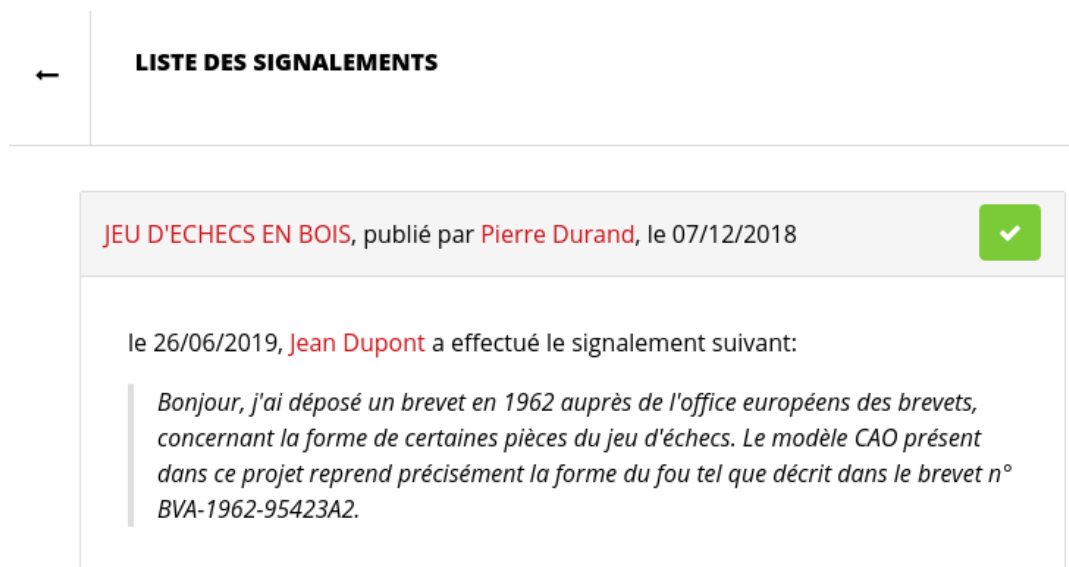 LISTE DES SIGNALEMENTS
JEU D'ECHECS EN BOIS, publié par Pierre Durand, le 07/12/2018
le 26/06/2019, Jean Dupont a effectué le signalement suivant:
Bonjour, j'ai déposé un brevet en 1962 auprès de l'office européens des brevets,
concernant la forme de certaines pièces du jeu d'échecs. Le modèle CAO présent
dans ce projet reprend précisément la forme du fou tel que décrit dans le brevet n°
BVA-1962-95423A2.